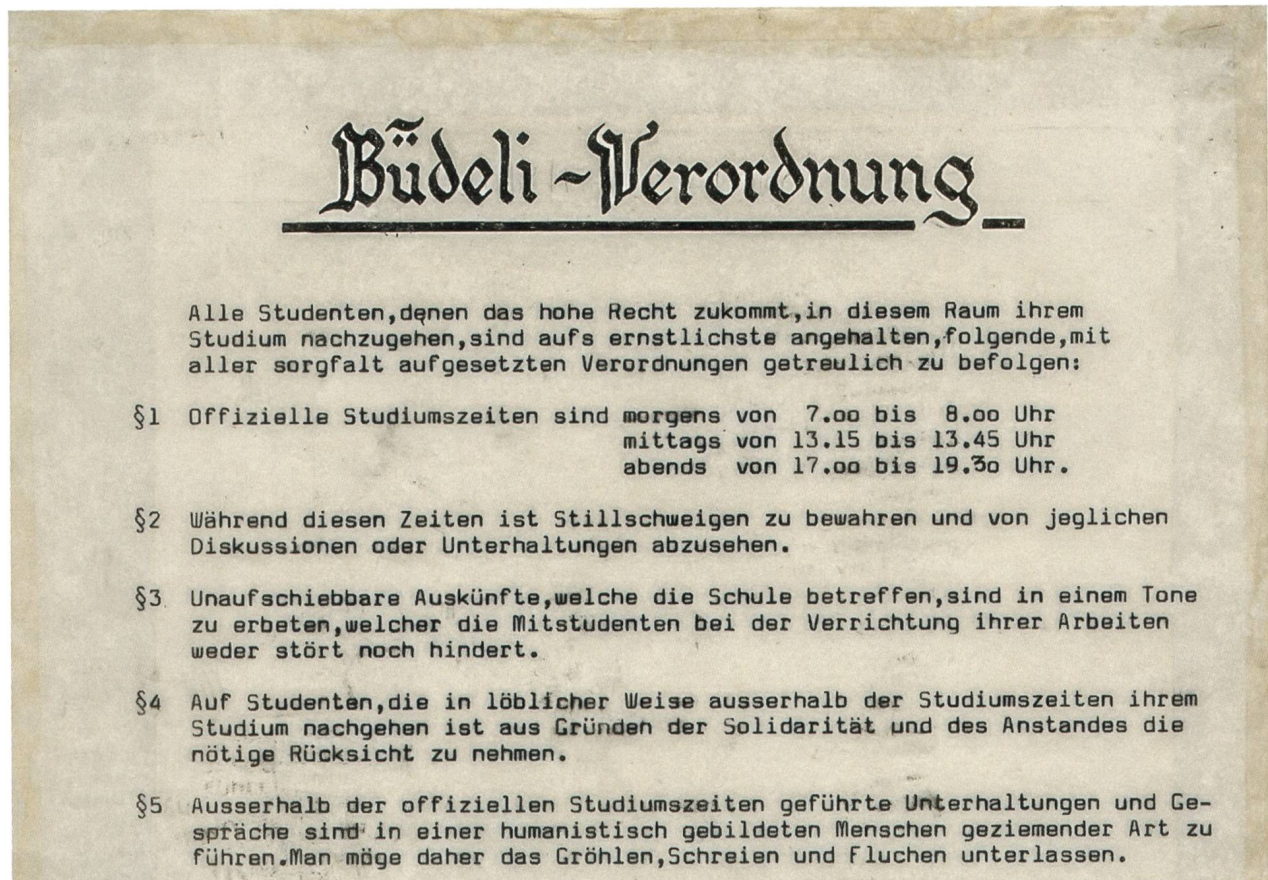 Büdeli-Verordnung
Alle Studenten,denen das hohe Recht zukommt,in diesem Raum ihrem
Studium nachzugehen,sind aufs ernstlichste angehalten,folgende,mit
aller sorgfalt aufgesetzten Verordnungen getreulich zu befolgen:
§1 Offizielle Studiumszeiten sind morgens von 7.oo bis 8.oo Uhr
mittags von 13.15 bis 13.45 Uhr
abends von 17.oo bis 19.3o Uhr.
§2 Während diesen Zeiten ist Stillschweigen zu bewahren und von jeglichen
Diskussionen oder Unterhaltungen abzusehen.
§3 Unaufschiebbare Auskünfte,welche die Schule betreffen,sind in einem Tone
zu erbeten,welcher die Mitstudenten bei der Verrichtung ihrer Arbeiten
weder stört noch hindert.
§4 Auf Studenten,die in löblicher Weise ausserhalb der Studiumszeiten ihrem
Studium nachgehen ist aus Gründen der Solidarität und des Anstandes die
nötige Rücksicht zu nehmen.
§5 Ausserhalb der offiziellen Studiumszeiten geführte Unterhaltungen und Ge-
spräche sind in einer humanistisch gebildeten Menschen geziemender Art zu
führen.Man möge daher das Gröhlen,Schreien und Fluchen unterlassen.